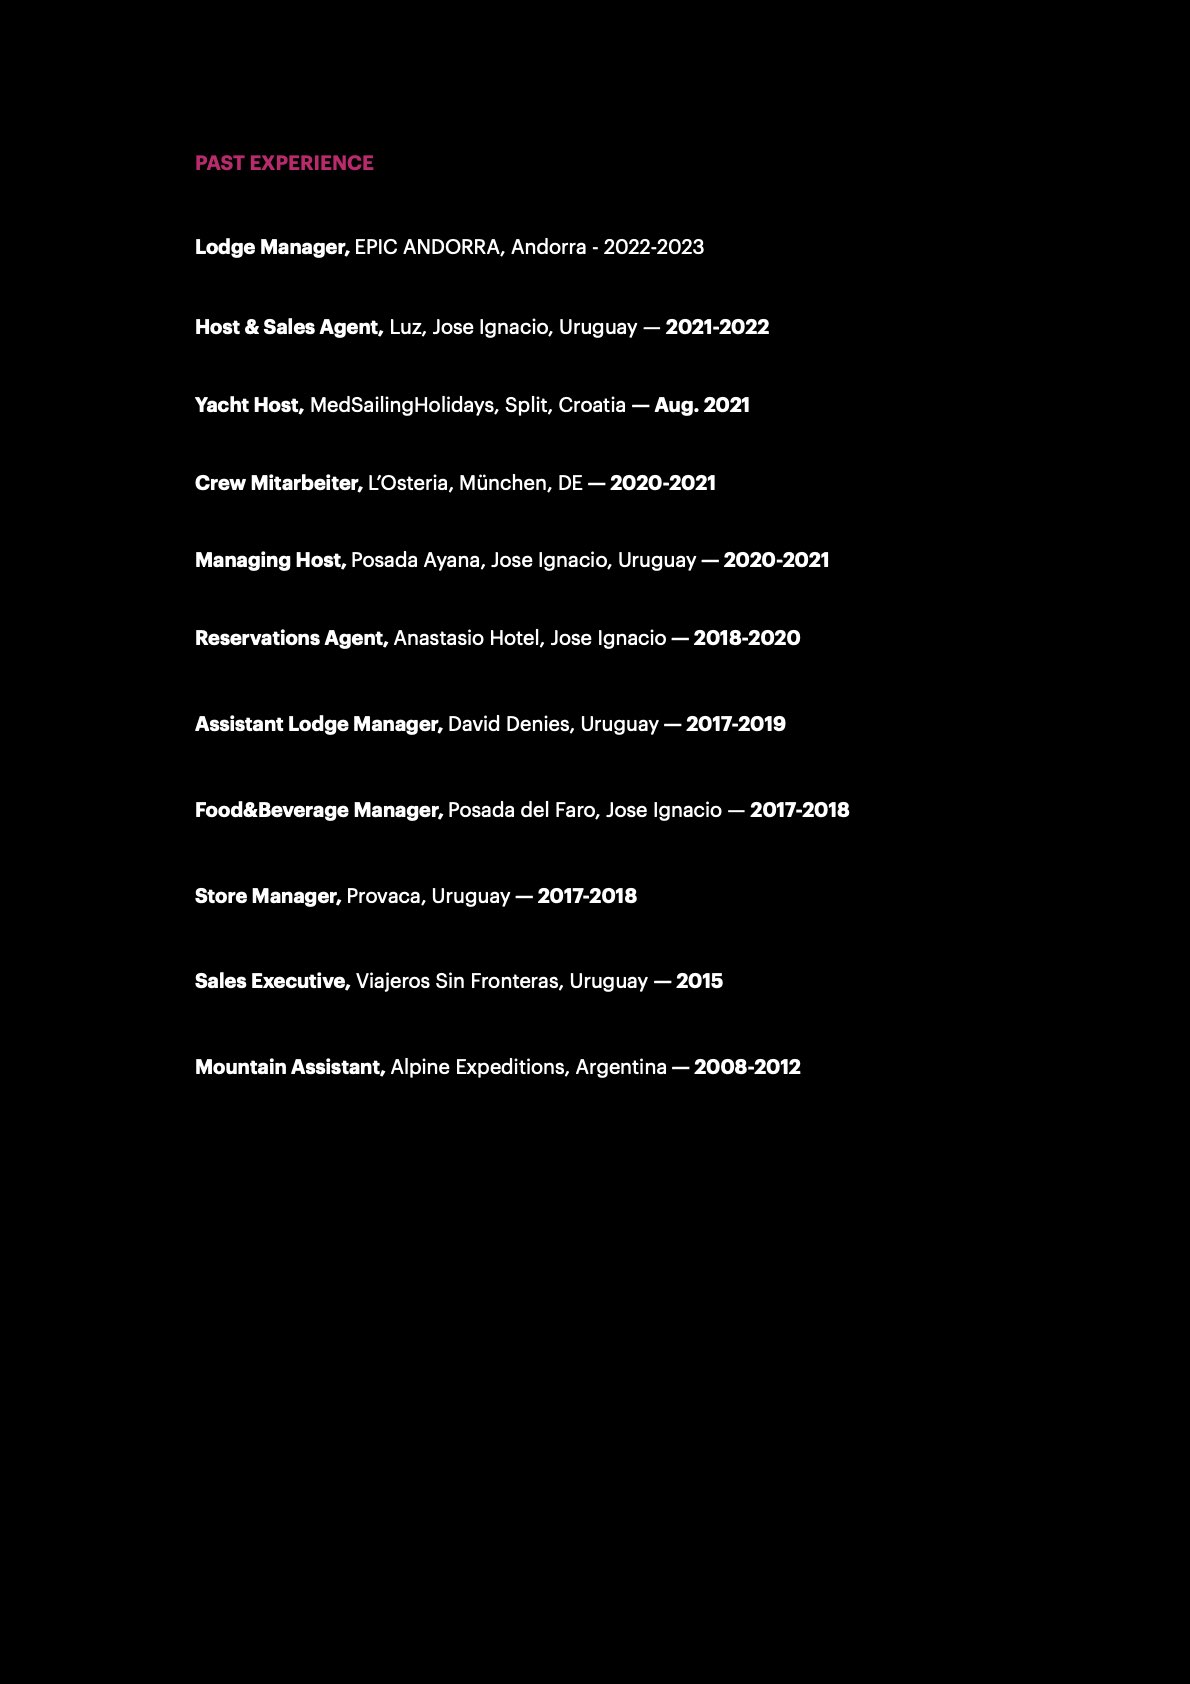 PAST EXPERIENCE
Lodge Manager, EPIC ANDORRA, Andorra - 2022-2023
Host & Sales Agent, Luz, Jose Ignacio, Uruguay — 2021-2022
Yacht Host, MedSailingHolidays, Split, Croatia — Aug. 2021
Crew Mitarbeiter, L’Osteria, München, DE — 2020-2021
Managing Host, Posada Ayana, Jose Ignacio, Uruguay — 2020-2021
Reservations Agent, Anastasio Hotel, Jose Ignacio — 2018-2020
Assistant Lodge Manager, David Denies, Uruguay — 2017-2019
Food&Beverage Manager, Posada del Faro, Jose Ignacio — 2017-2018
Store Manager, Provaca, Uruguay — 2017-2018
Sales Executive, Viajeros Sin Fronteras, Uruguay — 2015
Mountain Assistant, Alpine Expeditions, Argentina — 2008-2012